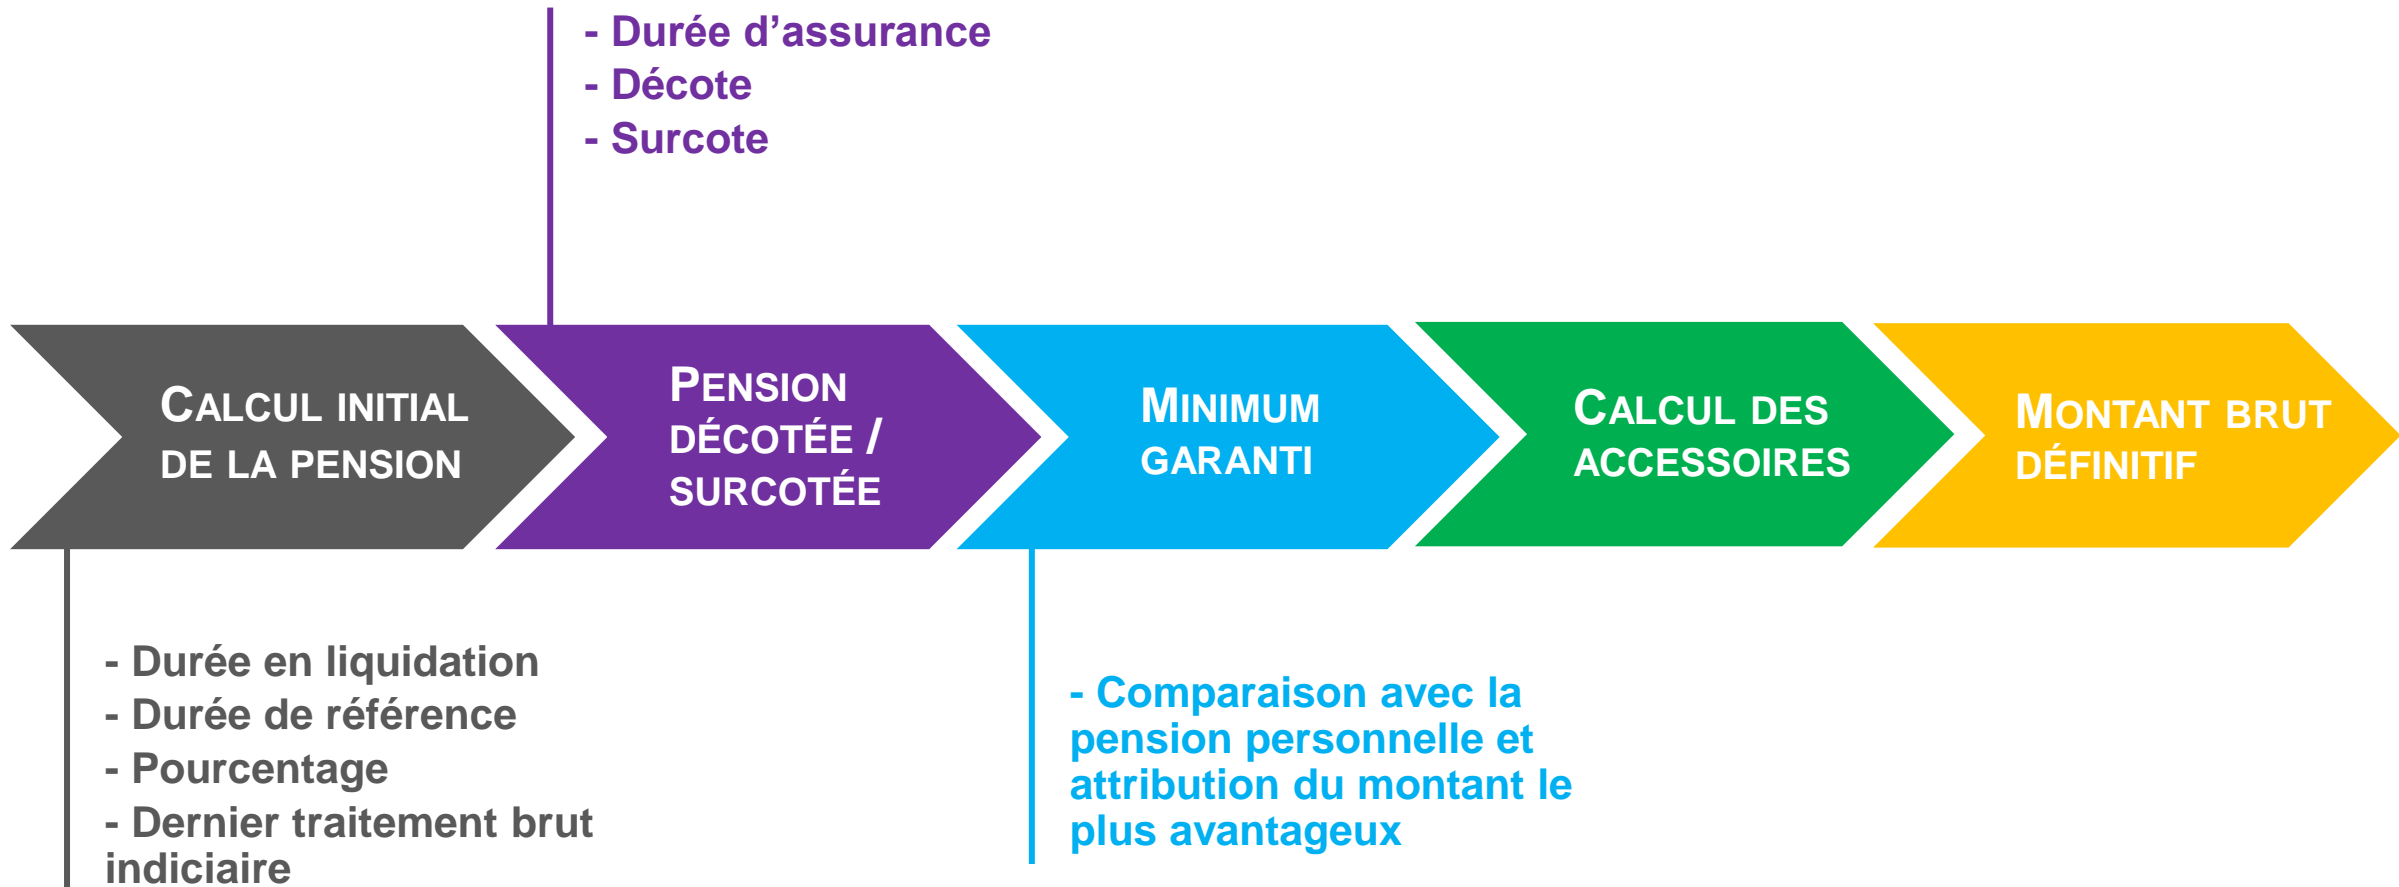 - Durée d’assurance
- Décote
- Surcote
CALCUL INITIAL
DE LA PENSION
PENSION
DÉCOTÉE /
SURCOTÉE
MINIMUM
GARANTI
CALCUL DES
ACCESSOIRES
MONTANT BRUT
DÉFINITIF
- Durée en liquidation
- Durée de référence
- Pourcentage
- Dernier traitement brut
indiciaire
- Comparaison avec la
pension personnelle et
attribution du montant le
plus avantageux